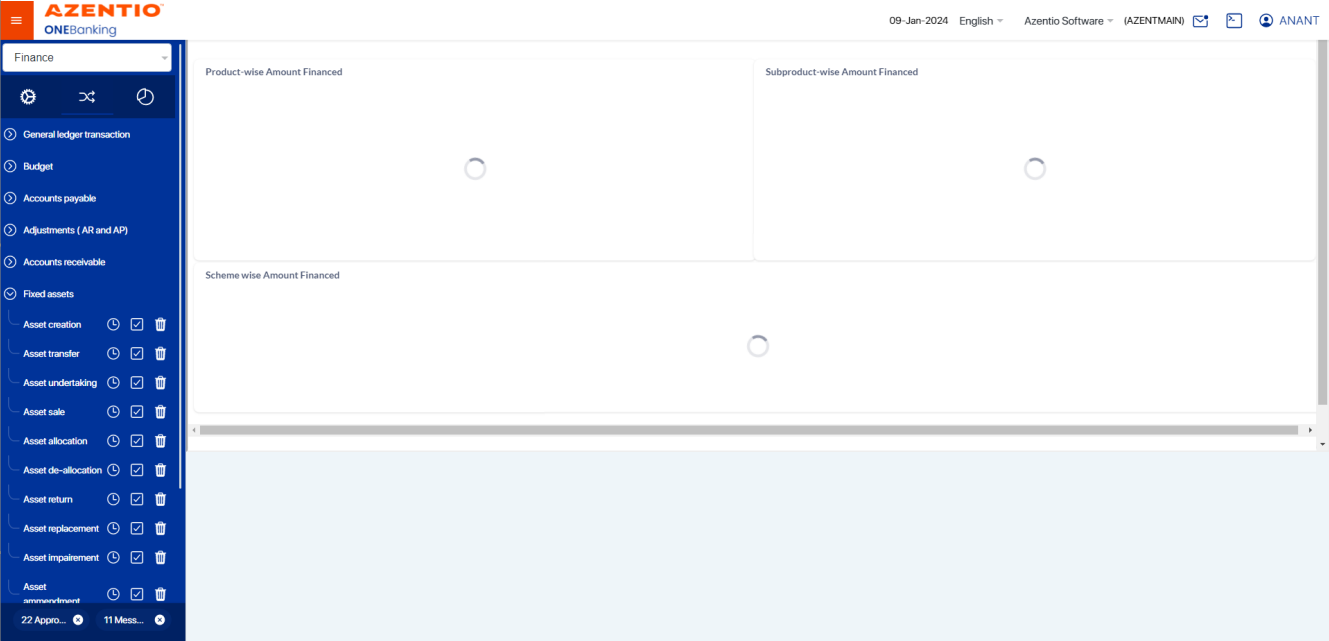 AZENTIO
ONEBanking
09-Jan-2024 English Azentio Software (AZENTMAIN) ANANT
Finance
General ledger transaction
Budget
Accounts payable
Adjustments ( AR and AP)
Accounts receivable
Fixed assets
Asset creation
Asset transfer
Asset undertaking
Asset sale
Asset allocation
Asset de-allocation
Asset return
Asset replacement
Asset impairement
Asset
ammendment
22 Appro...
11 Mess...
Product-wise Amount Financed
Subproduct-wise Amount Financed
Scheme wise Amount Financed